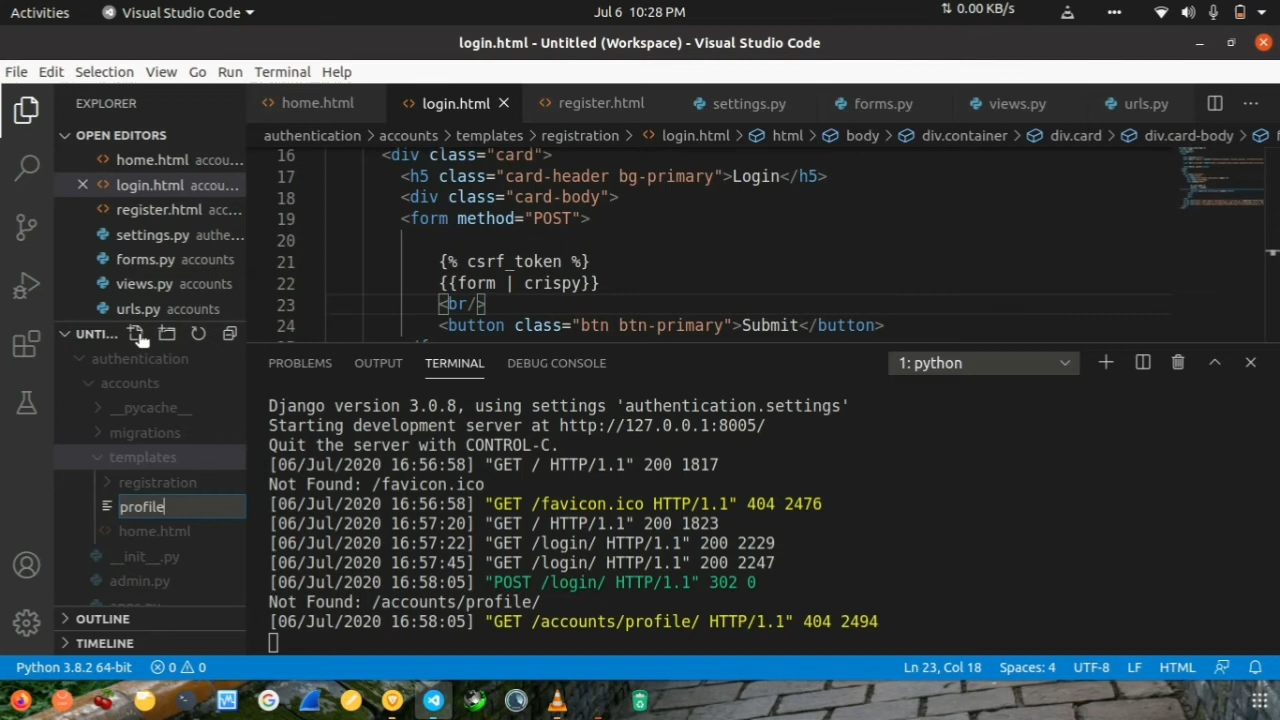 Activities
Visual Studio Code
Jul 6 10:28 PM
0.00 KB/s
login.html - Untitled (Workspace) - Visual Studio Code
File Edit Selection View Go Run Terminal Help
EXPLORER
home.html
login.html
register.html
settings.py
forms.py
views.py
urls.py
OPEN EDITORS
authentication > accounts > templates > registration > login.html > html > body > div.container > div.card > div.card-body >
home.html accou...
login.html accou...
register.html acc...
settings.py authe...
forms.py accounts
views.py accounts
urls.py accounts
16 <div class="card">
17 <h5 class="card-header bg-primary">Login</h5>
18 <div class="card-body">
19 <form method="POST">
20
21 {% csrf_token %}
22 {{form | crispy}}
23 <br/>
24 <button class="btn btn-primary">Submit</button>
UNTI...
authentication
accounts
__pycache__
migrations
templates
registration
profile
home.html
__init__.py
admin.py
OUTLINE
TIMELINE
PROBLEMS OUTPUT TERMINAL DEBUG CONSOLE
1: python
Django version 3.0.8, using settings 'authentication.settings'
Starting development server at http://127.0.0.1:8005/
Quit the server with CONTROL-C.
[06/Jul/2020 16:56:58] "GET / HTTP/1.1" 200 1817
Not Found: /favicon.ico
[06/Jul/2020 16:56:58] "GET /favicon.ico HTTP/1.1" 404 2476
[06/Jul/2020 16:57:20] "GET / HTTP/1.1" 200 1823
[06/Jul/2020 16:57:22] "GET /login/ HTTP/1.1" 200 2229
[06/Jul/2020 16:57:45] "GET /login/ HTTP/1.1" 200 2247
[06/Jul/2020 16:58:05] "POST /login/ HTTP/1.1" 302 0
Not Found: /accounts/profile/
[06/Jul/2020 16:58:05] "GET /accounts/profile/ HTTP/1.1" 404 2494
Python 3.8.2 64-bit
0
0
Ln 23, Col 18
Spaces: 4
UTF-8
LF
HTML